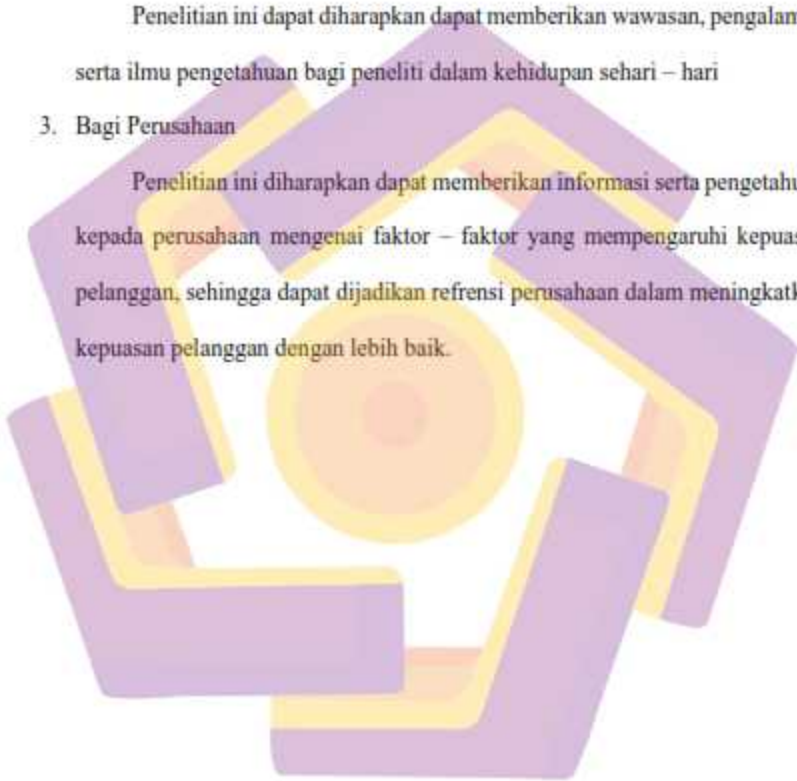 Penelitian ini dapat diharapkan dapat memberikan wawasan, pengalam
serta ilmu pengetahuan bagi peneliti dalam kehidupan sehari – hari
3. Bagi Perusahaan
Penelitian ini diharapkan dapat memberikan informasi serta pengetahu
kepada perusahaan mengenai faktor – faktor yang mempengaruhi kepuas
pelanggan, sehingga dapat dijadikan refrensi perusahaan dalam meningkatk
kepuasan pelanggan dengan lebih baik.